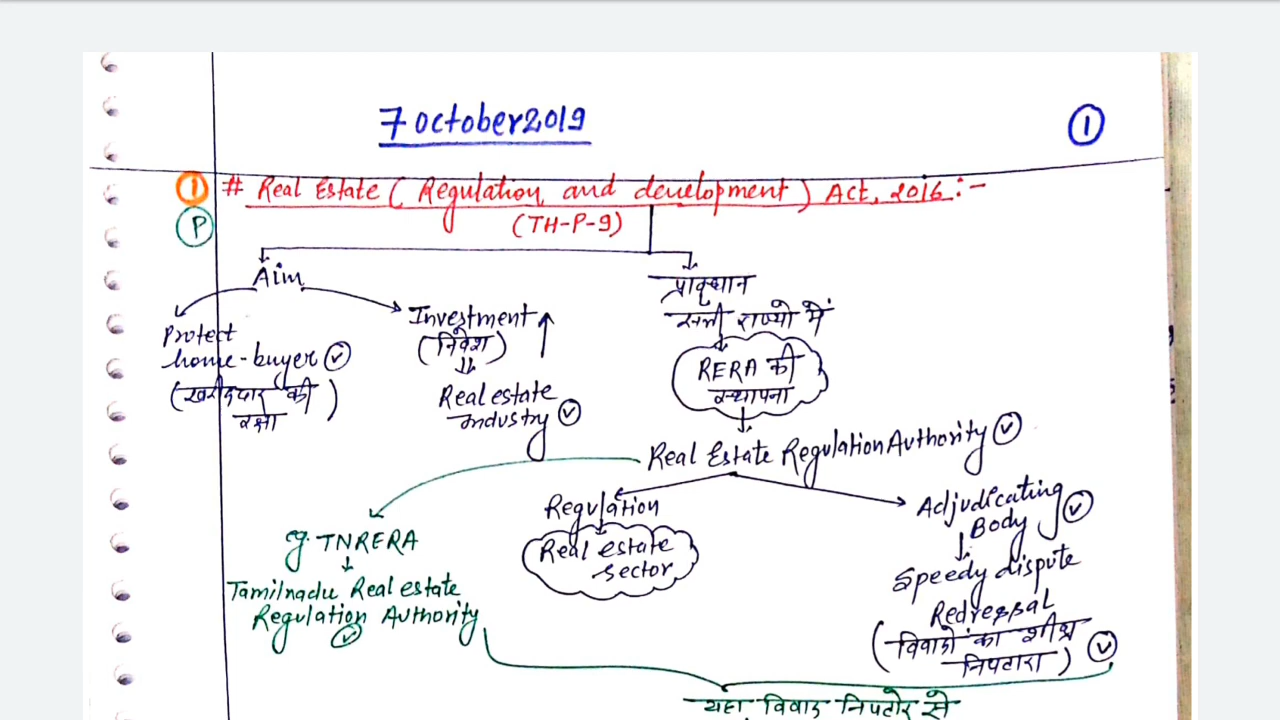 7 october 2019
1
1 # Real Estate ( Regulation and development ) Act, 2016 :-
P
(TH-P-9)
Aim
प्रावधान
Protect
home-buyer
(खरीददार की
रक्षा)
Investment ↑
(निवेश)
Real estate
industry
सभी राज्यो में
RERA की
स्थापना
Real Estate Regulation Authority
Regulation
Real estate
sector
Adjudicating
Body
Speedy dispute
Redressal
(विवादों का शीघ्र
निपटारा)
eg. TNRERA
Tamilnadu Real estate
Regulation Authority
यहा विवाद निपटारे से